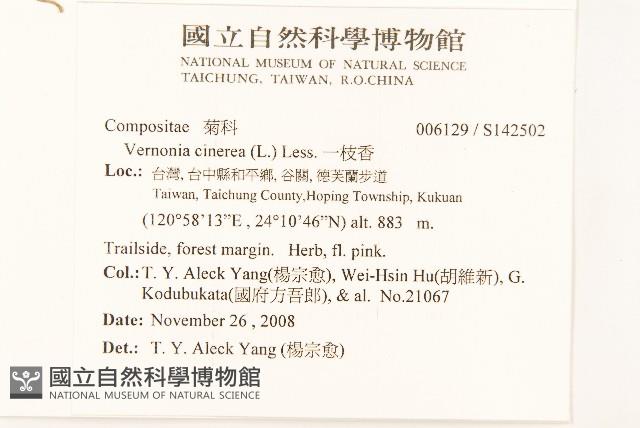 國立自然科學博物館
NATIONAL MUSEUM OF NATURAL SCIENCE
TAICHUNG, TAIWAN, R.O.CHINA
Compositae 菊科 006129 / S142502
Vernonia cinerea (L.) Less. 一枝香
Loc.: 台灣, 台中縣和平鄉, 谷關, 德芙蘭步道
Taiwan, Taichung County,Hoping Township, Kukuan
(120°58'13”E , 24°10'46”N) alt. 883 m.
Trailside, forest margin. Herb, fl. pink.
Col.: T. Y. Aleck Yang(楊宗愈), Wei-Hsin Hu(胡維新), G.
Kodubukata(國府方吾郎), & al. No.21067
Date: November 26 , 2008
Det.: T. Y. Aleck Yang (楊宗愈)
國立自然科學博物館
NATIONAL MUSEUM OF NATURAL SCIENCE